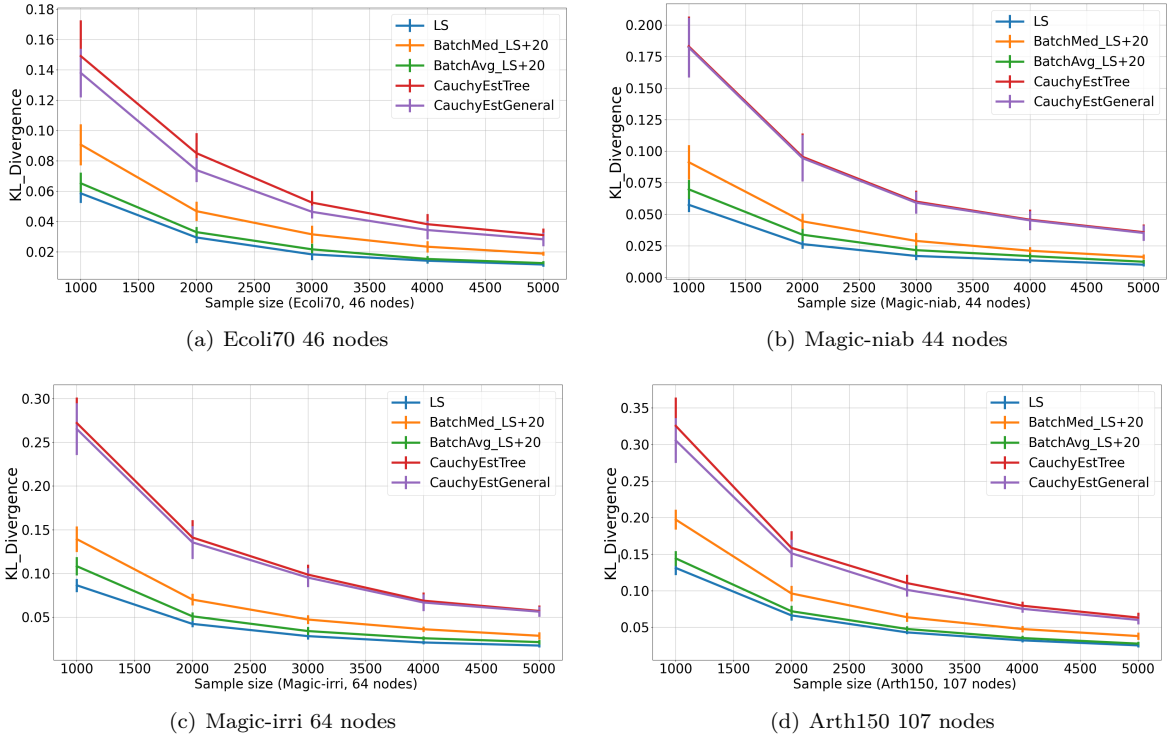 0.18
0.16
0.14
0.12
0.10
0.08
0.06
0.04
0.02
KL_Divergence
LS
BatchMed_LS+20
BatchAvg_LS+20
CauchyEstTree
CauchyEstGeneral
1000 1500 2000 2500 3000 3500 4000 4500 5000
Sample size (Ecoli70, 46 nodes)
(a) Ecoli70 46 nodes
0.200
0.175
0.150
0.125
0.100
0.075
0.050
0.025
0.000
KL_Divergence
LS
BatchMed_LS+20
BatchAvg_LS+20
CauchyEstTree
CauchyEstGeneral
1000 1500 2000 2500 3000 3500 4000 4500 5000
Sample size (Magic-niab, 44 nodes)
(b) Magic-niab 44 nodes
0.30
0.25
0.20
0.15
0.10
0.05
KL_Divergence
LS
BatchMed_LS+20
BatchAvg_LS+20
CauchyEstTree
CauchyEstGeneral
1000 1500 2000 2500 3000 3500 4000 4500 5000
Sample size (Magic-irri, 64 nodes)
(c) Magic-irri 64 nodes
0.35
0.30
0.25
0.20
0.15
0.10
0.05
KL_Divergence
LS
BatchMed_LS+20
BatchAvg_LS+20
CauchyEstTree
CauchyEstGeneral
1000 1500 2000 2500 3000 3500 4000 4500 5000
Sample size (Arth150, 107 nodes)
(d) Arth150 107 nodes